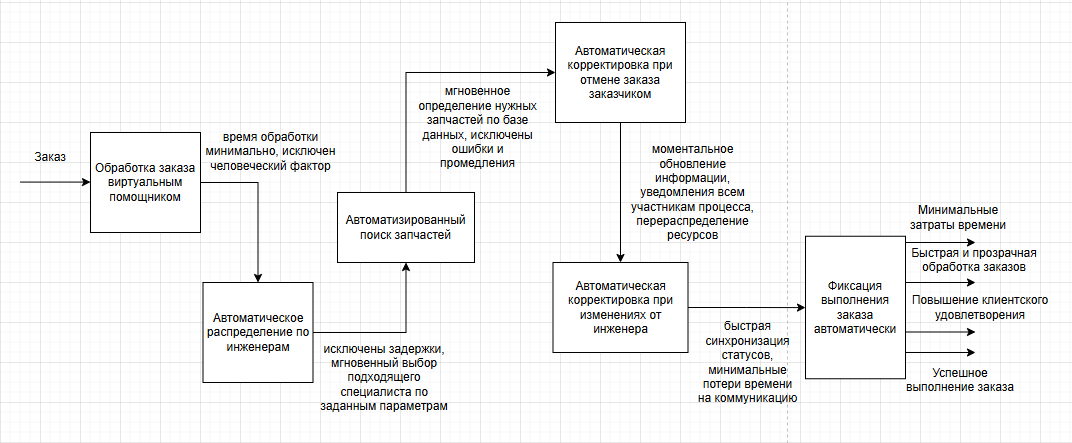 Заказ
Обработка заказа
виртуальным
помощником
время обработки
минимально, исключен
человеческий фактор
Автоматическое
распределение по
инженерам
исключены задержки,
мгновенный выбор
подходящего
специалиста по
заданным параметрам
Автоматизированный
поиск запчастей
мгновенное
определение нужных
запчастей по базе
данных, исключены
ошибки и
промедления
Автоматическая
корректировка при
отмене заказа
заказчиком
моментальное
обновление
информации,
уведомления всем
участникам процесса,
перераспределение
ресурсов
Автоматическая
корректировка при
изменениях от
инженера
быстрая
синхронизация
статусов,
минимальные
потери времени
на коммуникацию
Фиксация
выполнения
заказа
автоматически
Минимальные
затраты времени
Быстрая и прозрачная
обработка заказов
Повышение клиентского
удовлетворения
Успешное
выполнение заказа